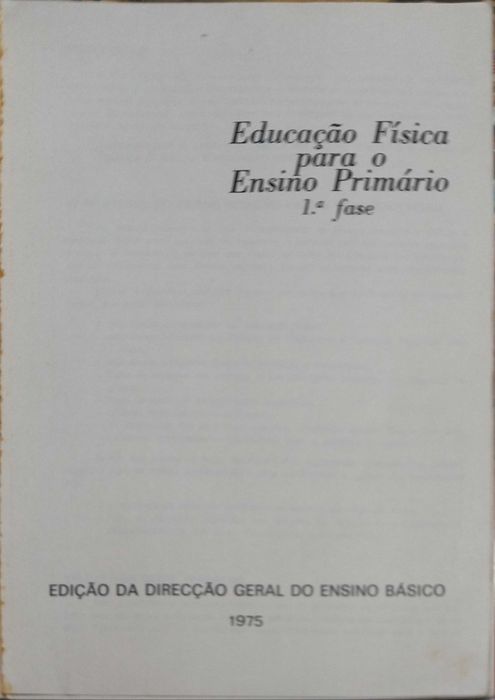 Educação Física
para o
Ensino Primário
1.ª fase
EDIÇÃO DA DIRECÇÃO GERAL DO ENSINO BÁSICO
1975